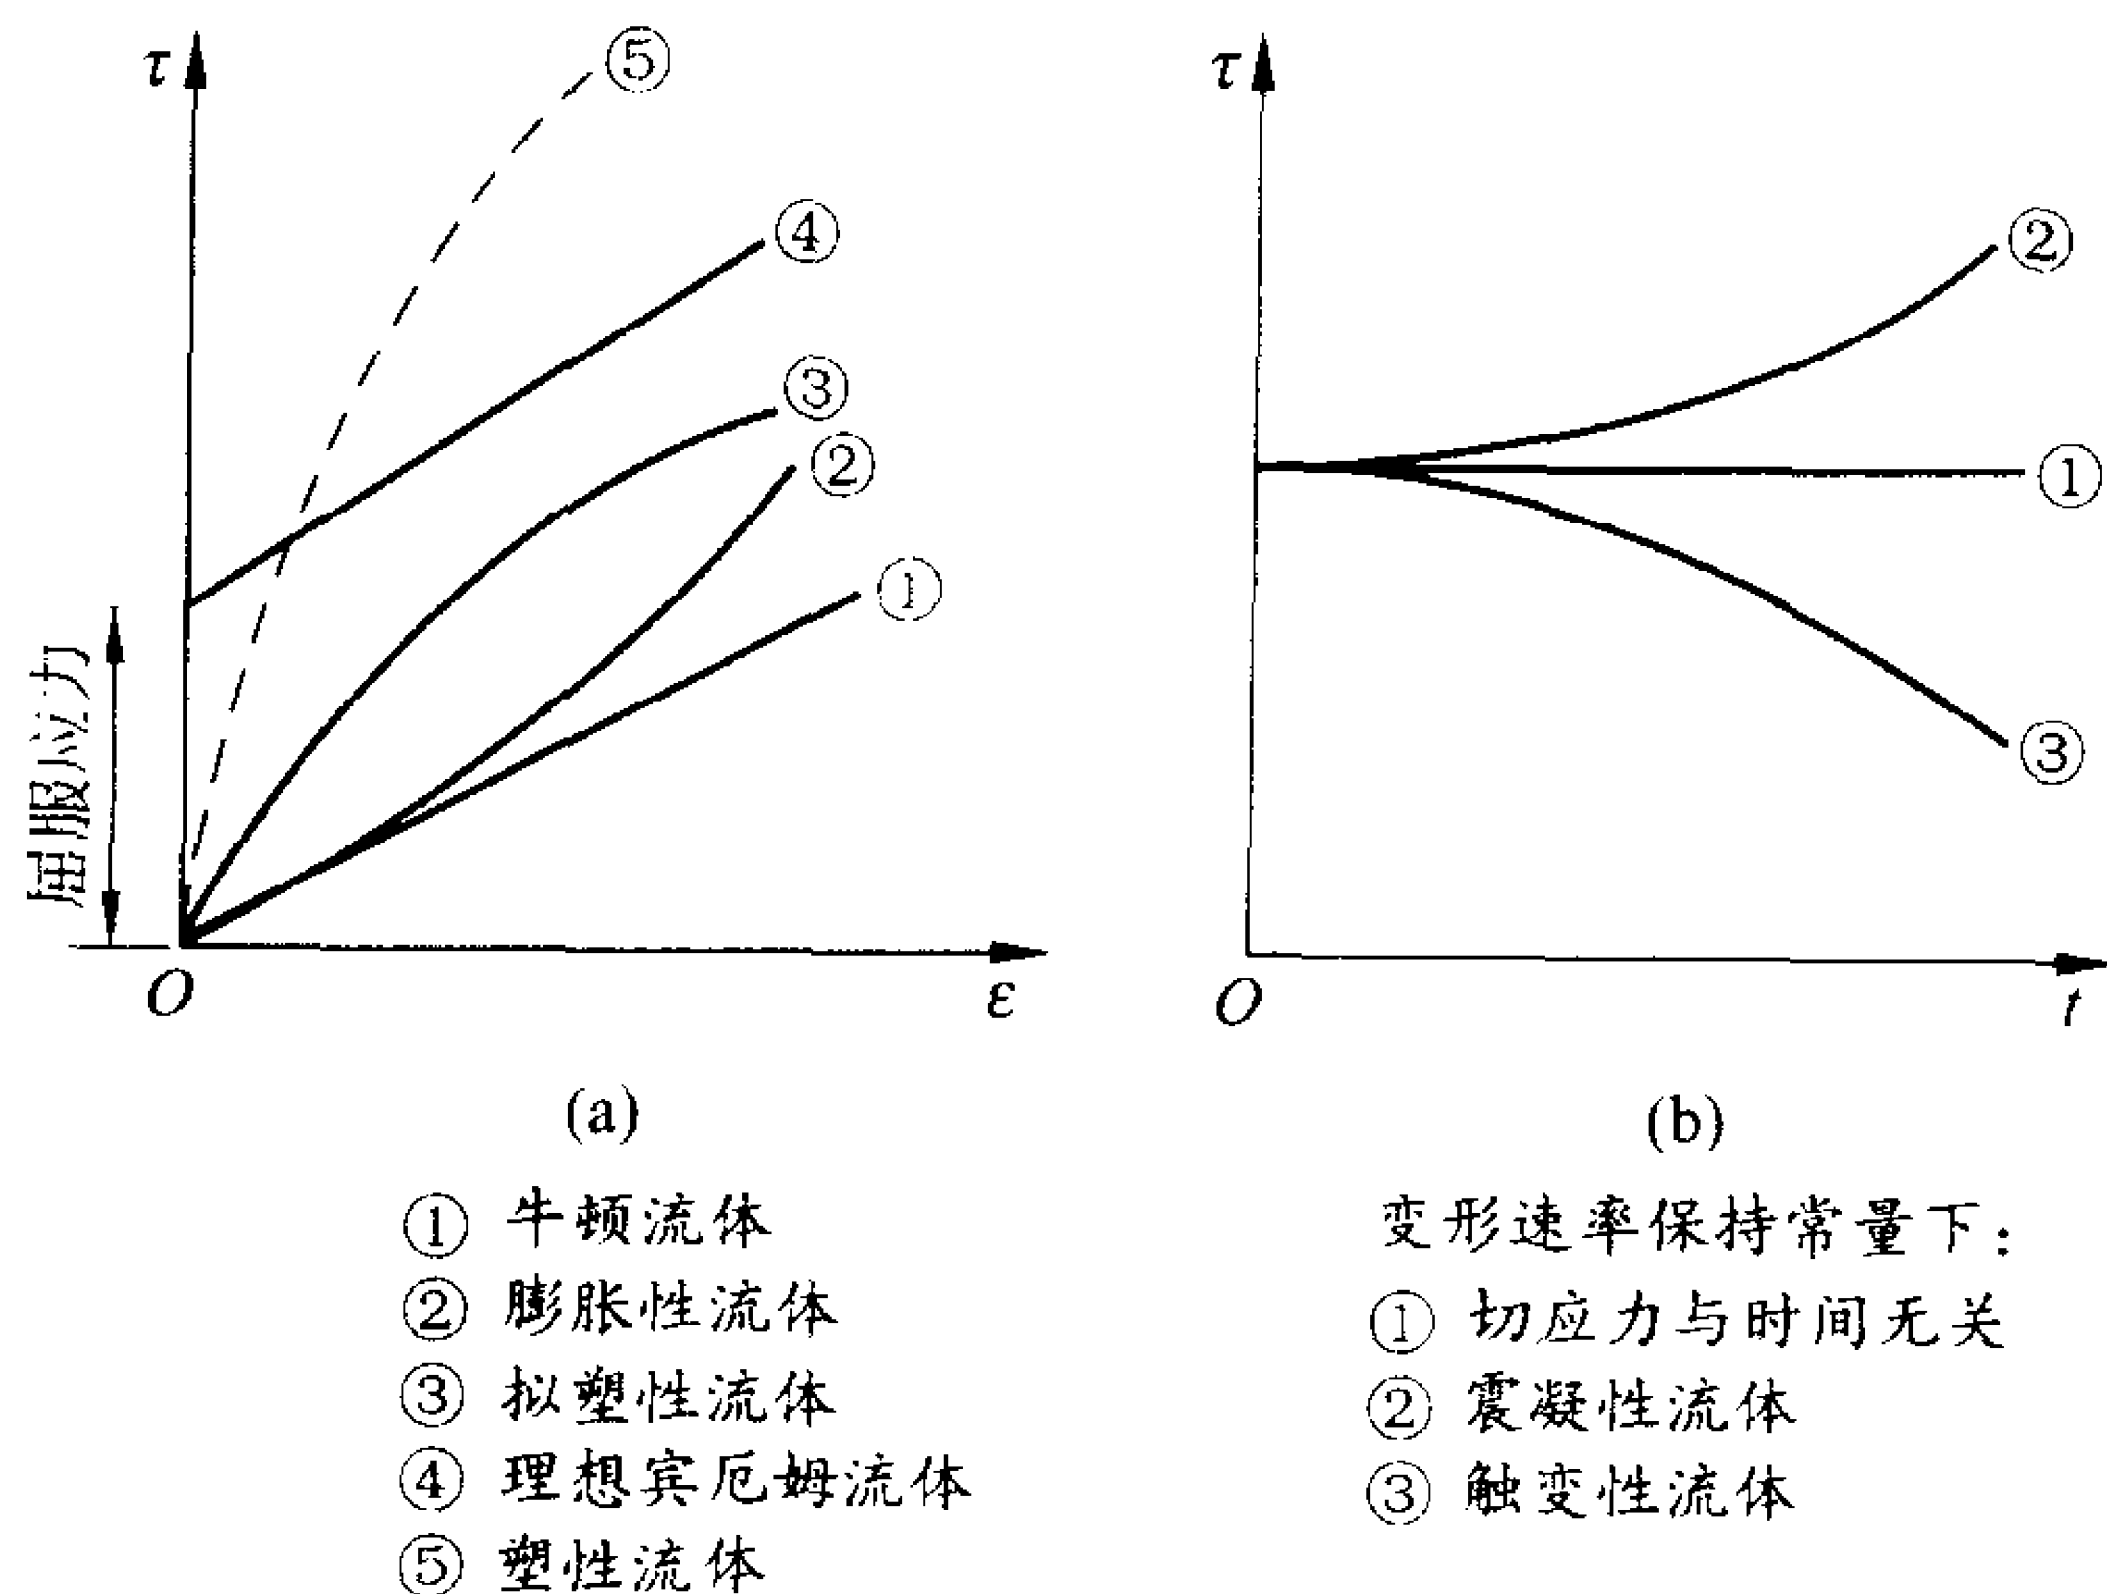 τ
⑤
④
③
②
①
屈服应力
O
ε
(a)
① 牛顿流体
② 膨胀性流体
③ 拟塑性流体
④ 理想宾厄姆流体
⑤ 塑性流体
τ
②
①
③
O
t
(b)
变形速率保持常量下:
① 切应力与时间无关
② 震凝性流体
③ 触变性流体